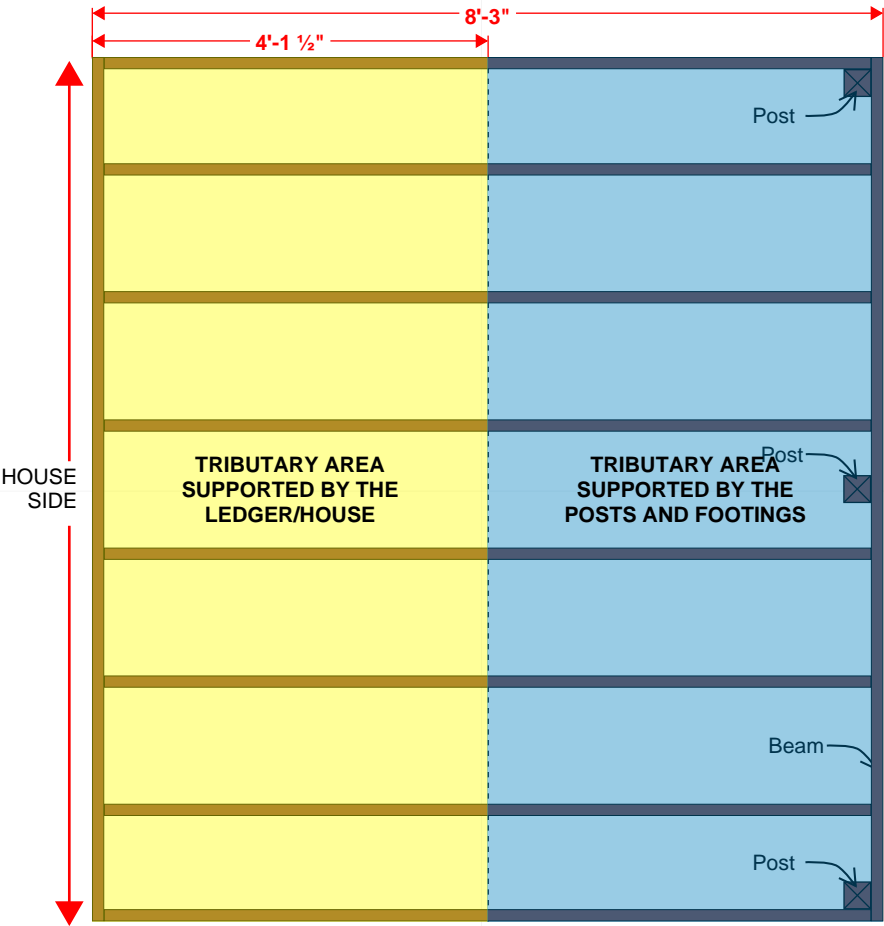 8'-3"
4'-1 ½"
Post
HOUSE
SIDE
TRIBUTARY AREA
SUPPORTED BY THE
LEDGER/HOUSE
Post
TRIBUTARY AREA
SUPPORTED BY THE
POSTS AND FOOTINGS
Beam
Post